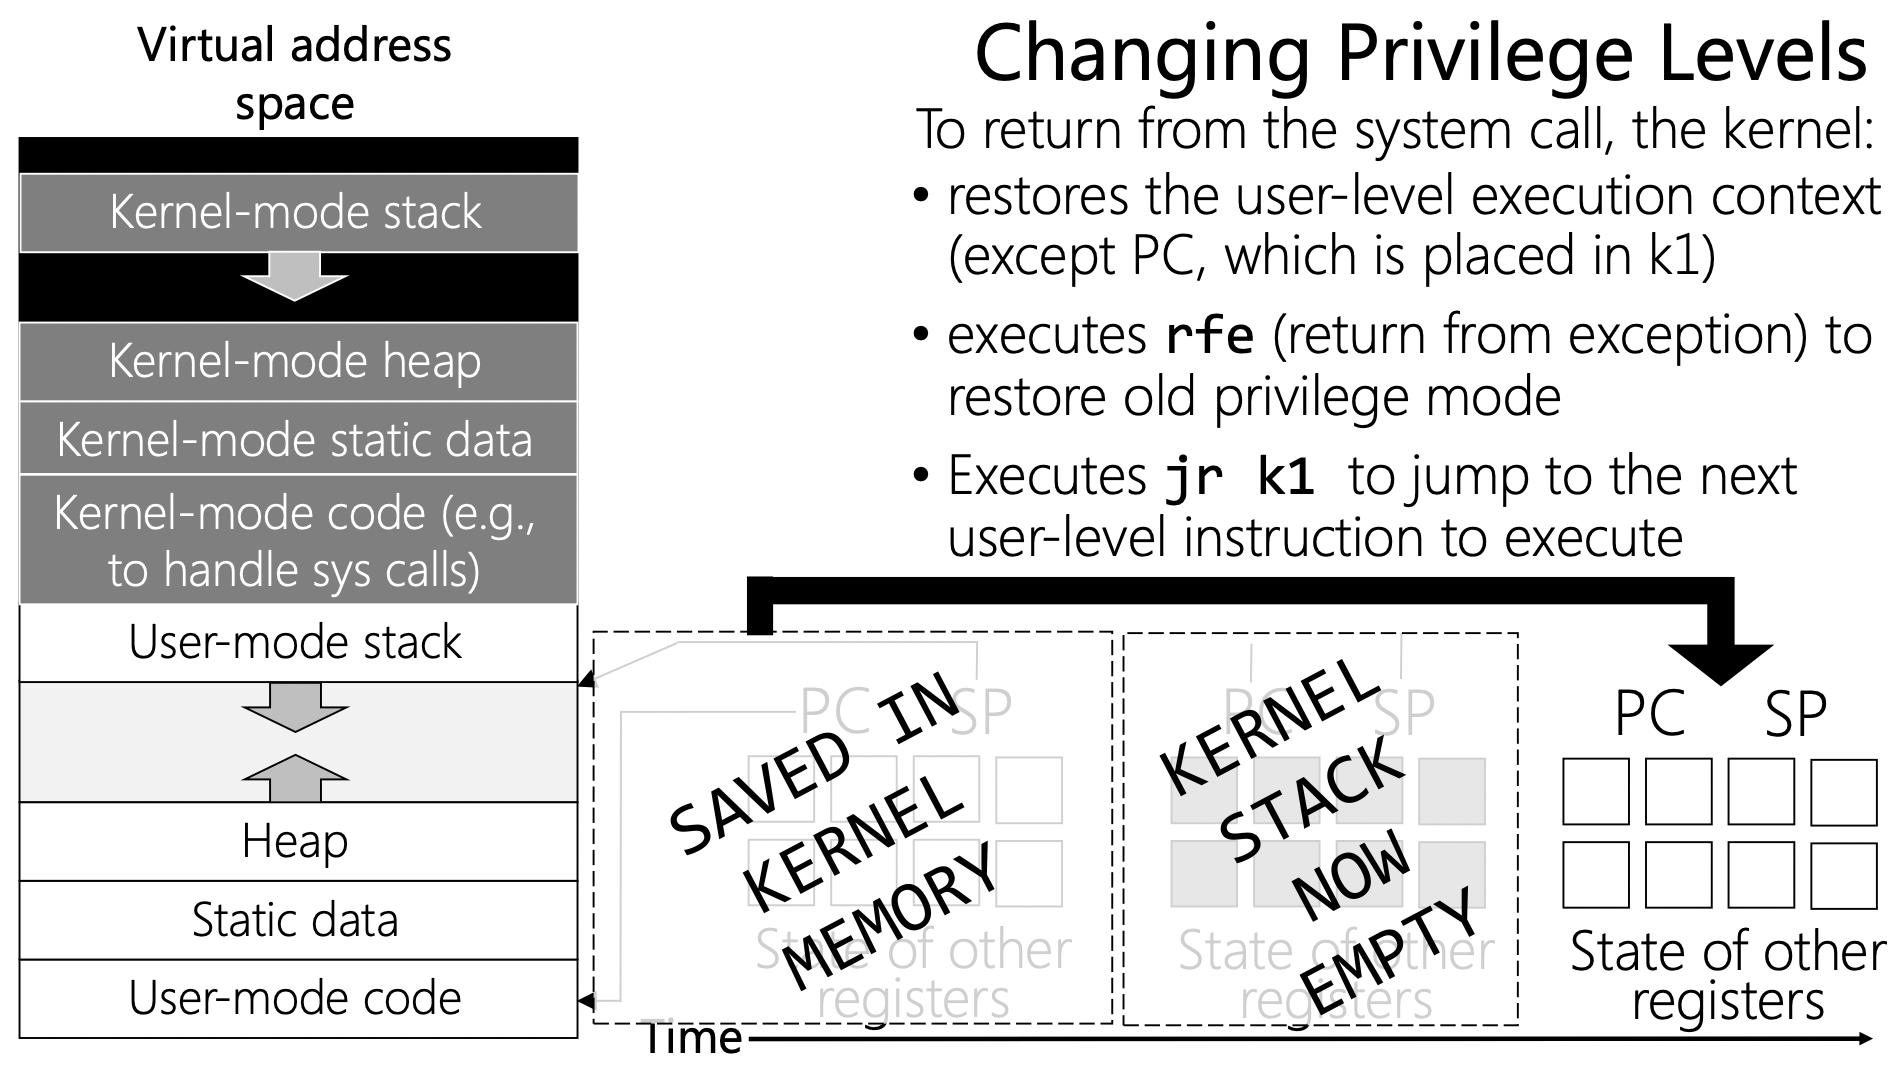 Virtual address
space
Kernel-mode stack
Kernel-mode heap
Kernel-mode static data
Kernel-mode code (e.g.,
to handle sys calls)
User-mode stack
Heap
Static data
User-mode code
Changing Privilege Levels
To return from the system call, the kernel:
• restores the user-level execution context
(except PC, which is placed in k1)
• executes rfe (return from exception) to
restore old privilege mode
• Executes jr k1 to jump to the next
user-level instruction to execute
PC SP
SAVED IN
KERNEL
MEMORY
State of other
registers
PC SP
KERNEL
STACK
NOW
EMPTY
State of other
registers
PC SP
State of other
registers
Time